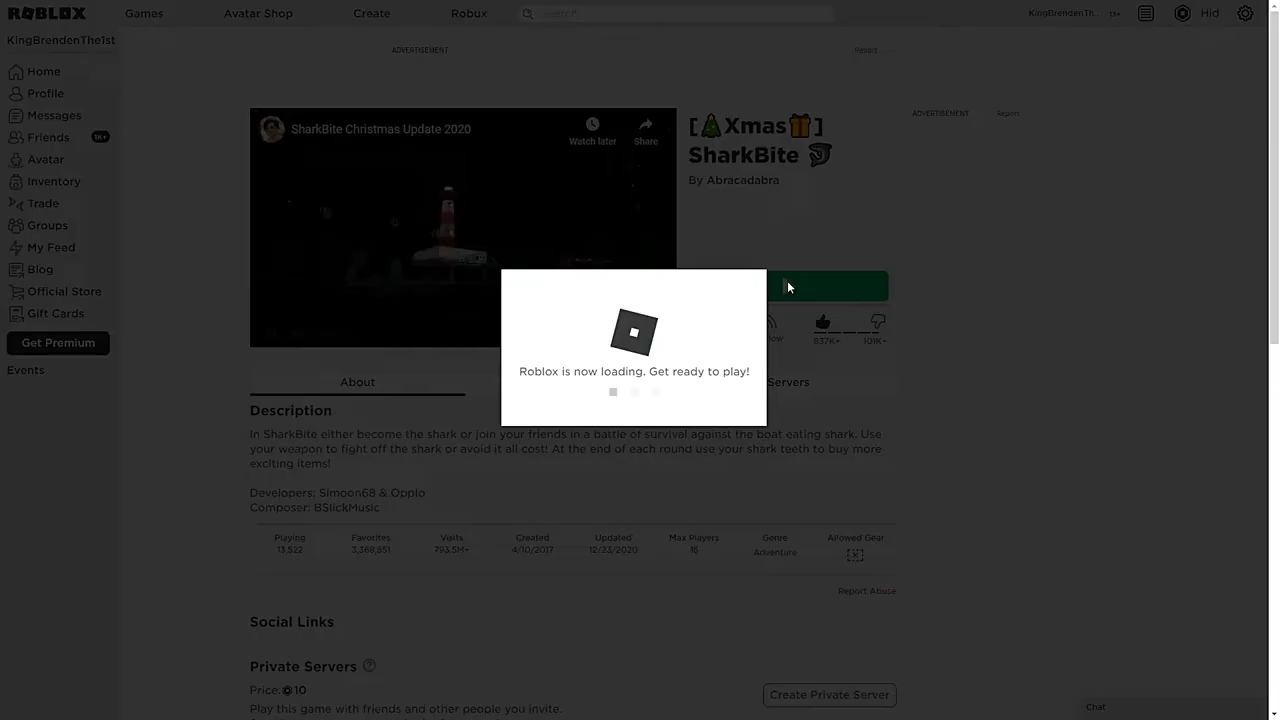 ROBLOX
Games
Avatar Shop
Create
Robux
Search
KingBrendenTh..
13+
Hid
KingBrendenThe1st
Home
Profile
Messages
Friends
1K+
Avatar
Inventory
Trade
Groups
My Feed
Blog
Official Store
Gift Cards
Get Premium
Events
ADVERTISEMENT
Report
SharkBite Christmas Update 2020
Watch later
Share
[🎄Xmas🎁]
SharkBite 🦈
By Abracadabra
ADVERTISEMENT
Report
837K+
101K+
Roblox is now loading. Get ready to play!
About
Servers
Description
In SharkBite either become the shark or join your friends in a battle of survival against the boat eating shark. Use
your weapon to fight off the shark or avoid it all cost! At the end of each round use your shark teeth to buy more
exciting items!
Developers: Simoon68 & Opplo
Composer: BSlickMusic
Playing
Favorites
Visits
Created
Updated
Max Players
Genre
Allowed Gear
13,522
3,368,851
793.5M+
4/10/2017
12/23/2020
Adventure
Report Abuse
Social Links
Private Servers
Price: 10
Create Private Server
Play this game with friends and other people you invite.
Chat